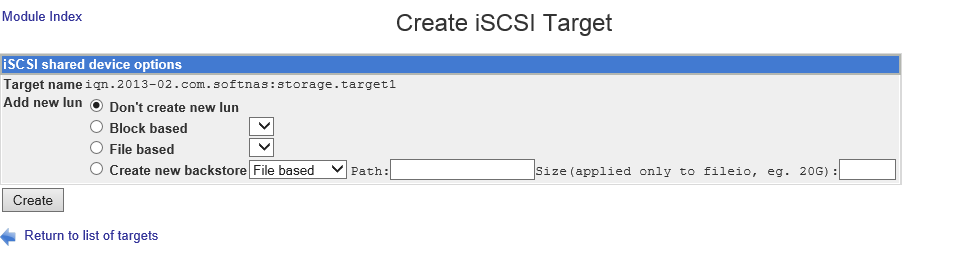 Module Index
Create iSCSI Target
iSCSI shared device options
Target name iqn.2013-02.com.softnas:storage.target1
Add new lun Don't create new lun
Block based
File based
Create new backstore File based Path: Size(applied only to fileio, eg. 20G):
Create
Return to list of targets